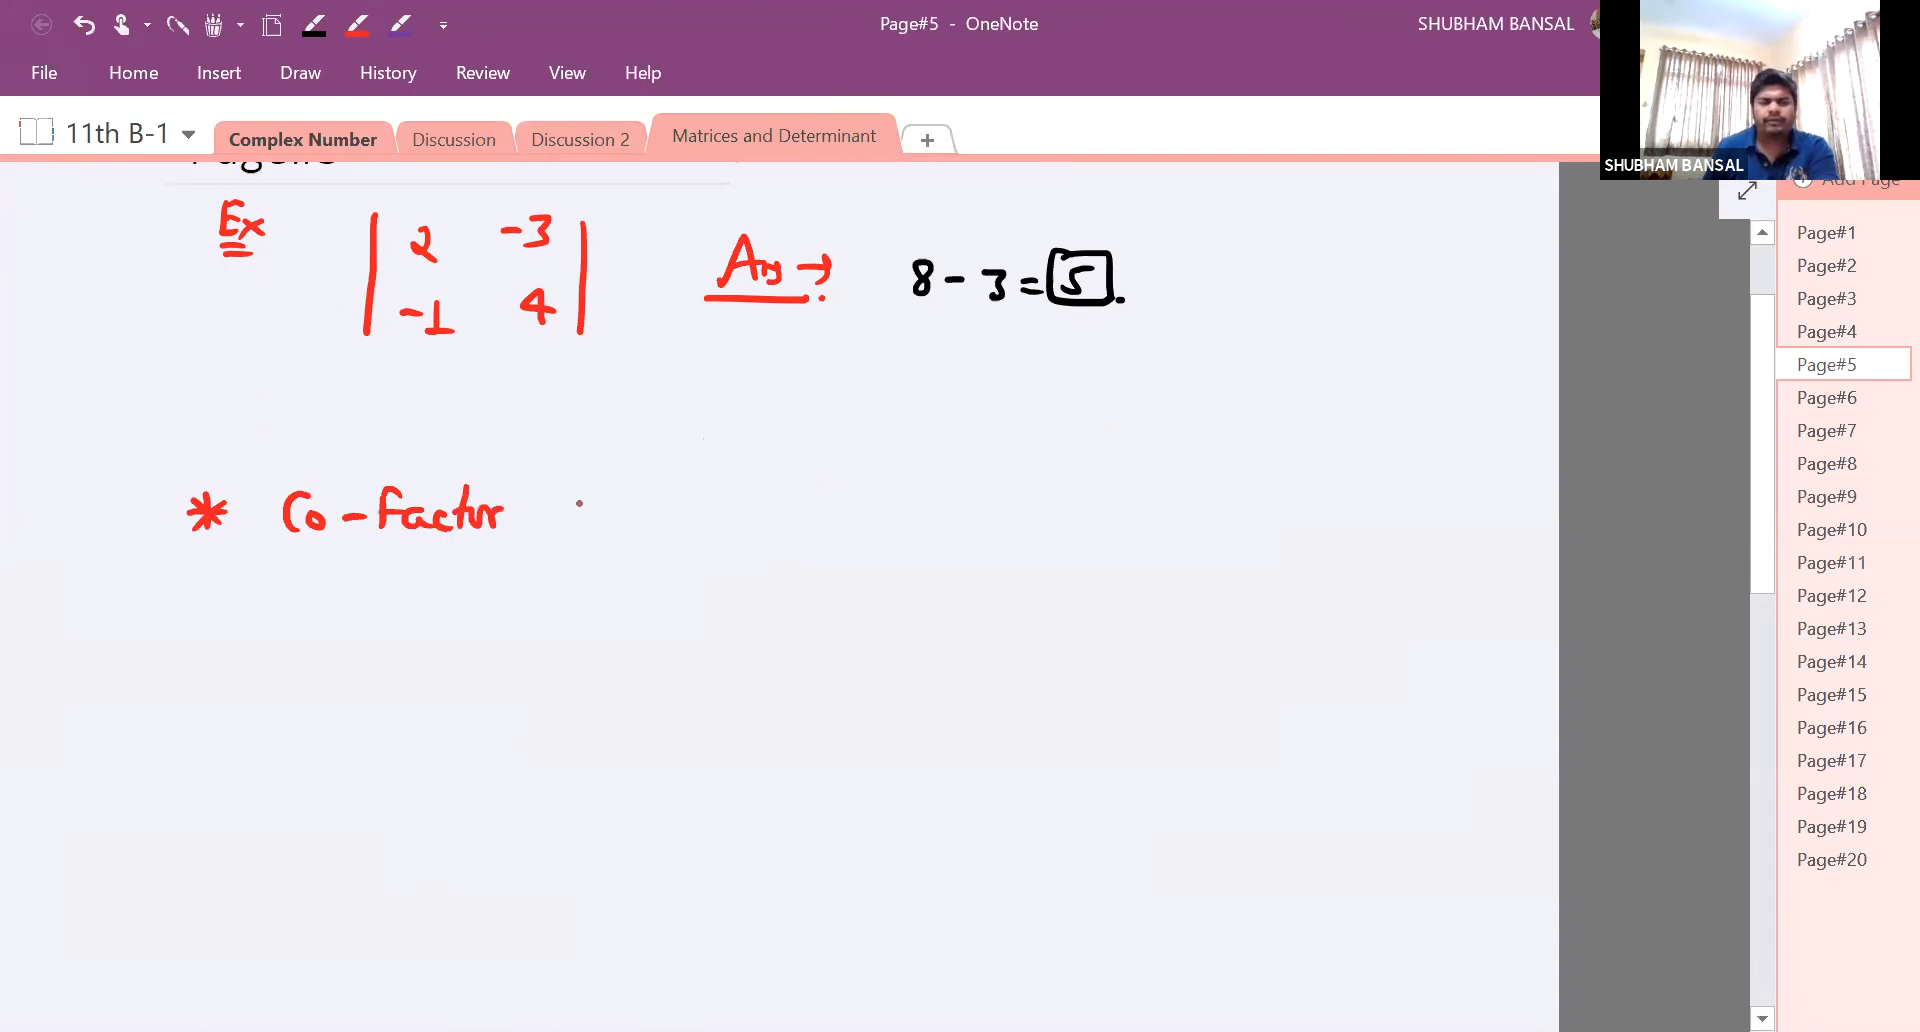 Page#5 - OneNote
SHUBHAM BANSAL
File Home Insert Draw History Review View Help
11th B-1
Complex Number
Discussion
Discussion 2
Matrices and Determinant
+
SHUBHAM BANSAL
Add Page
Ex
2 -3
-1 4
Ans →
8 - 3 = 5.
* Co-factor
Page#1
Page#2
Page#3
Page#4
Page#5
Page#6
Page#7
Page#8
Page#9
Page#10
Page#11
Page#12
Page#13
Page#14
Page#15
Page#16
Page#17
Page#18
Page#19
Page#20